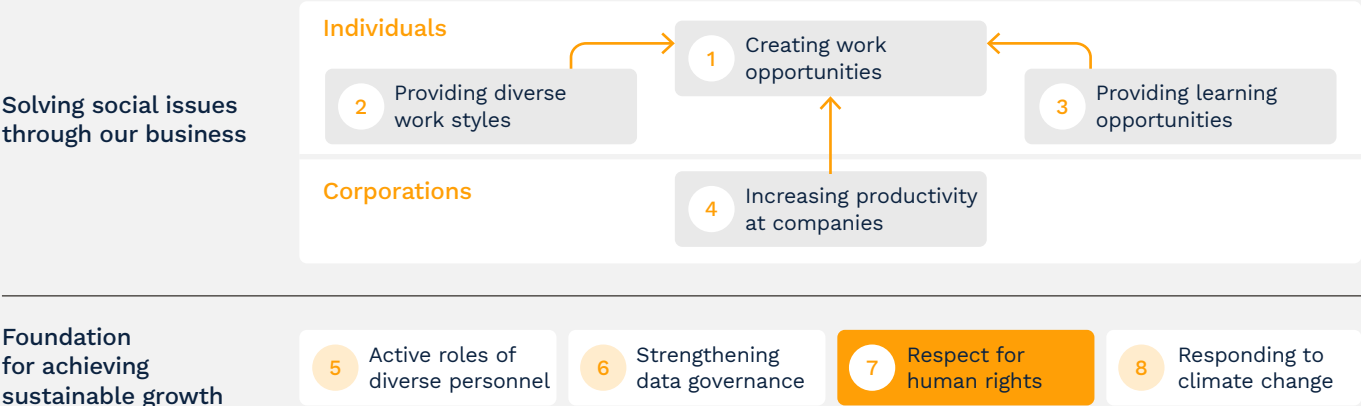 Solving social issues
through our business
Individuals
1
Creating work
opportunities
2
Providing diverse
work styles
3
Providing learning
opportunities
Corporations
4
Increasing productivity
at companies
Foundation
for achieving
sustainable growth
5
Active roles of
diverse personnel
6
Strengthening
data governance
7
Respect for
human rights
8
Responding to
climate change